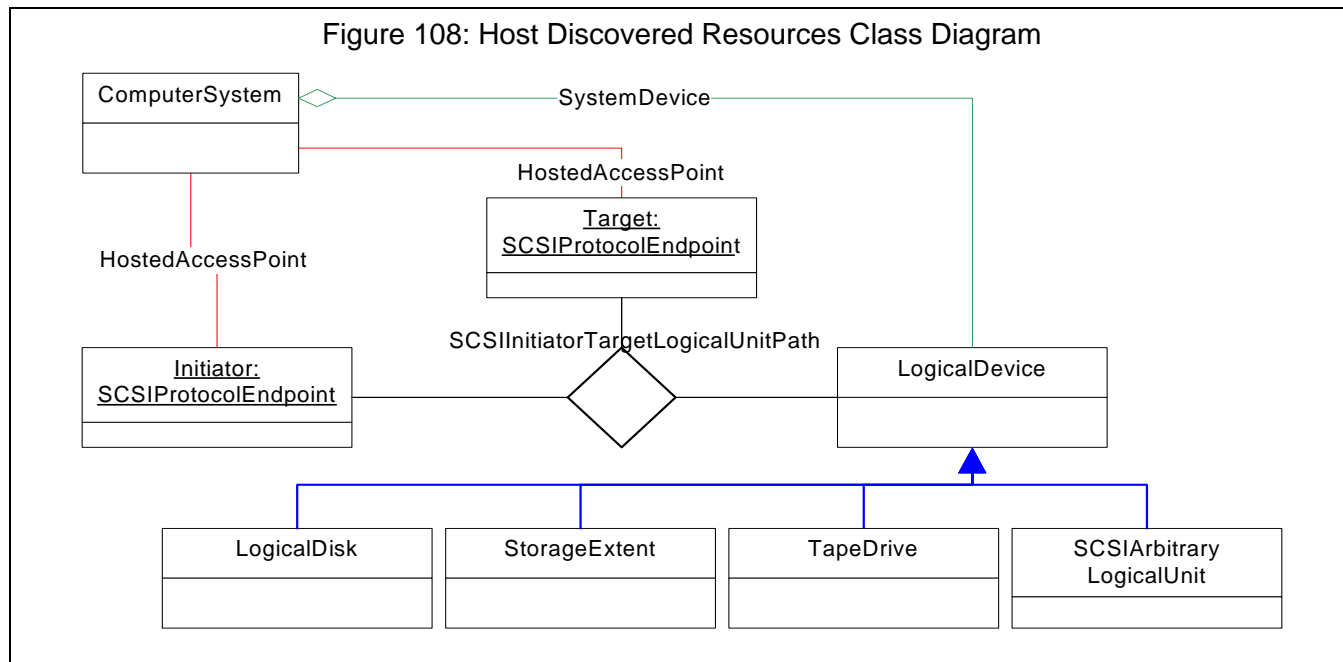 Figure 108: Host Discovered Resources Class Diagram
ComputerSystem
SystemDevice
HostedAccessPoint
Target:
SCSIProtocolEndpoint
HostedAccessPoint
SCSIInitiatorTargetLogicalUnitPath
Initiator:
SCSIProtocolEndpoint
LogicalDevice
LogicalDisk
StorageExtent
TapeDrive
SCSIArbitrary
LogicalUnit